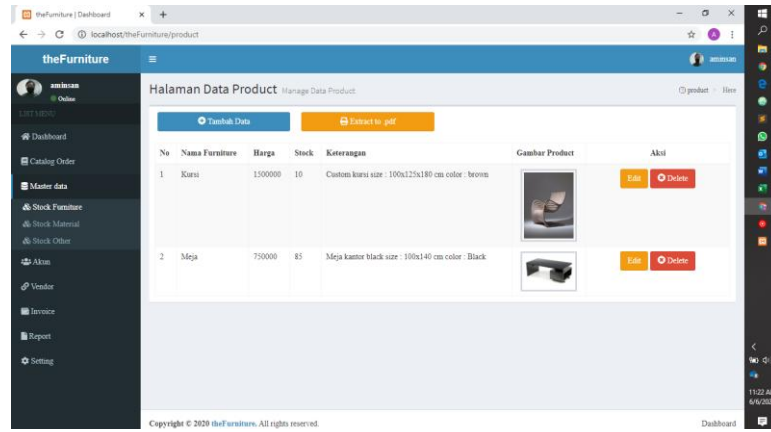 theFurniture | Dashboard
localhost/theFurniture/product
theFurniture
aminsan
aminsan
Online
LIST MENU
Dashboard
Catalog Order
Master data
Stock Furniture
Stock Material
Stock Other
Akun
Vendor
Invoice
Report
Setting
Halaman Data Product Manage Data Product
product > Here
Tambah Data
Extract to .pdf
No Nama Furniture Harga Stock Keterangan Gambar Product Aksi
1 Kursi 1500000 10 Custom kursi size : 100x125x180 cm color : brown Edit Delete
2 Meja 750000 85 Meja kantor black size : 100x140 cm color : Black Edit Delete
Copyright © 2020 theFurniture. All rights reserved. Dashboard
11:22 A